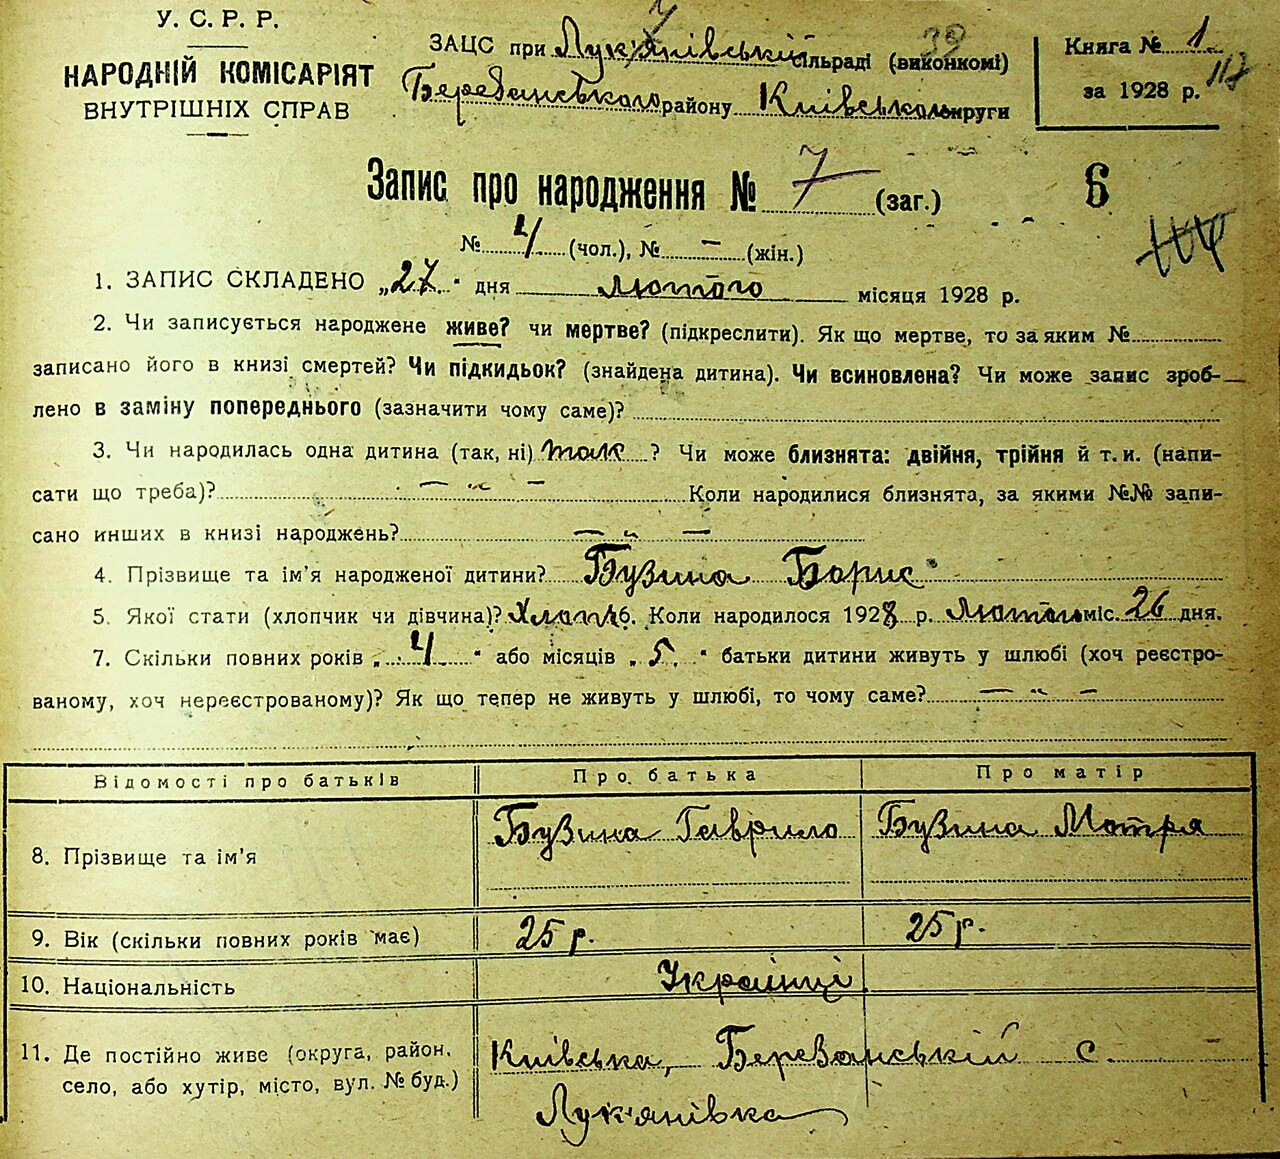 У. С. Р. Р.
НАРОДНІЙ КОМІСАРІЯТ
ВНУТРІШНІХ СПРАВ
ЗАЦС при Лук'янівській сільраді (виконкомі)
Березанського району Київської округи
Книга № 1
за 1928 р.
117
39
Запис про народження № 7 (заг.)
6
№ 4 (чол.), № — (жін.)
1. ЗАПИС СКЛАДЕНО „27" дня лютого місяця 1928 р.
2. Чи записується народжене живе? чи мертве? (підкреслити). Як що мертве, то за яким №
записано його в книзі смертей? Чи підкидьок? (знайдена дитина). Чи всиновлена? Чи може запис зроб-
лено в заміну попереднього (зазначити чому саме)?
3. Чи народилась одна дитина (так, ні) так ? Чи може близнята: двійня, трійня й т. и. (напи-
сати що треба)? — " — Коли народилися близнята, за якими №№ запи-
сано инших в книзі народжень? — " —
4. Прізвище та ім'я народженої дитини? Бузина Борис
5. Якої стати (хлопчик чи дівчина)? Хлопч 6. Коли народилося 1928 р. лютого міс. 26 дня.
7. Скільки повних років „ 4 " або місяців „ 5 " батьки дитини живуть у шлюбі (хоч реєстро-
ваному, хоч нереєстрованому)? Як що тепер не живуть у шлюбі, то чому саме? — " —
Відомості про батьків Про батька Про матір
8. Прізвище та ім'я Бузина Гаврило Бузина Мотря
9. Вік (скільки повних років має) 25 р. 25 р.
10. Національність Українці
11. Де постійно живе (округа, район, Київська, Березанський с.
село, або хутір, місто, вул. № буд.) Лук'янівка